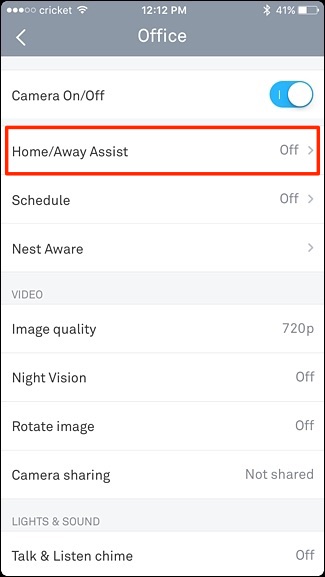 cricket 12:12 PM 41%
Office
Camera On/Off
Home/Away Assist Off
Schedule Off
Nest Aware
VIDEO
Image quality 720p
Night Vision Off
Rotate image Off
Camera sharing Not shared
LIGHTS & SOUND
Talk & Listen chime Off